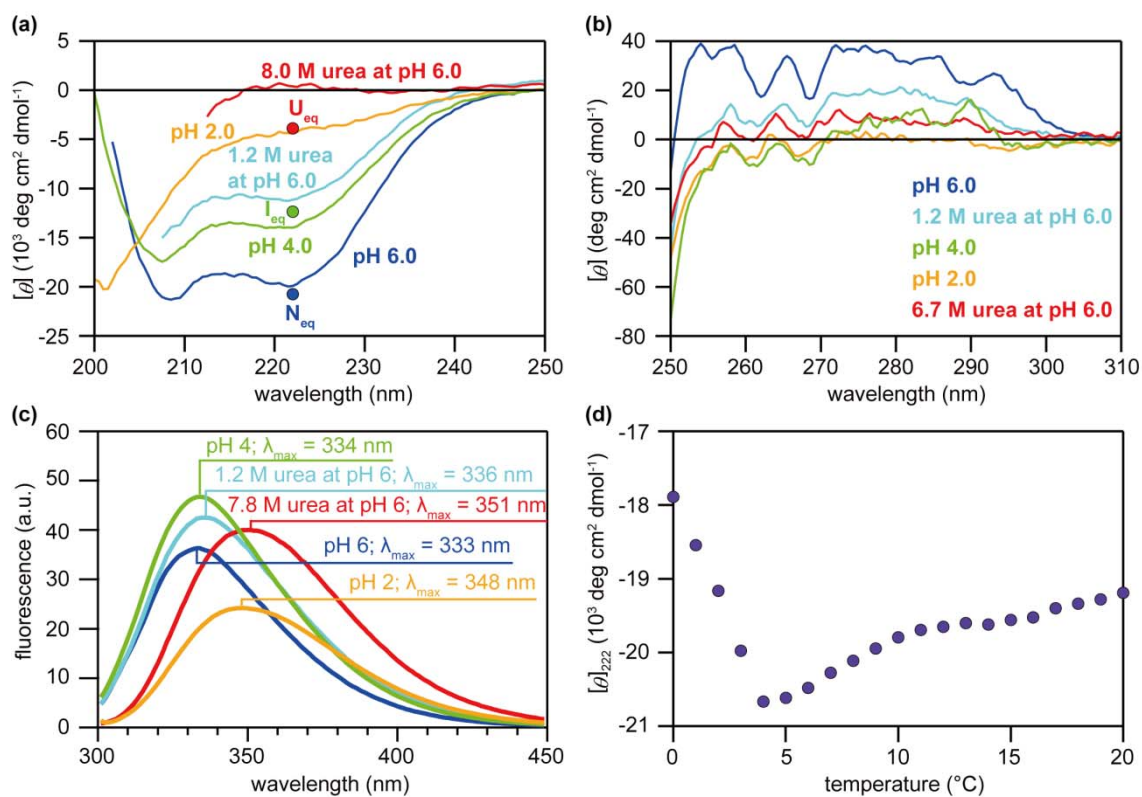 (a)
5
0
-5
-10
-15
-20
-25
[θ] (10³ deg cm² dmol⁻¹)
8.0 M urea at pH 6.0
pH 2.0
U_eq
1.2 M urea
at pH 6.0
I_eq
pH 4.0
pH 6.0
N_eq
200 210 220 230 240 250
wavelength (nm)
(b)
40
20
0
-20
-40
-60
-80
[θ] (deg cm² dmol⁻¹)
pH 6.0
1.2 M urea at pH 6.0
pH 4.0
pH 2.0
6.7 M urea at pH 6.0
250 260 270 280 290 300 310
wavelength (nm)
(c)
60
50
40
30
20
10
0
fluorescence (a.u.)
pH 4; λmax = 334 nm
1.2 M urea at pH 6; λmax = 336 nm
7.8 M urea at pH 6; λmax = 351 nm
pH 6; λmax = 333 nm
pH 2; λmax = 348 nm
300 350 400 450
wavelength (nm)
(d)
-17
-18
-19
-20
-21
[θ]₂₂₂ (10³ deg cm² dmol⁻¹)
0 5 10 15 20
temperature (°C)